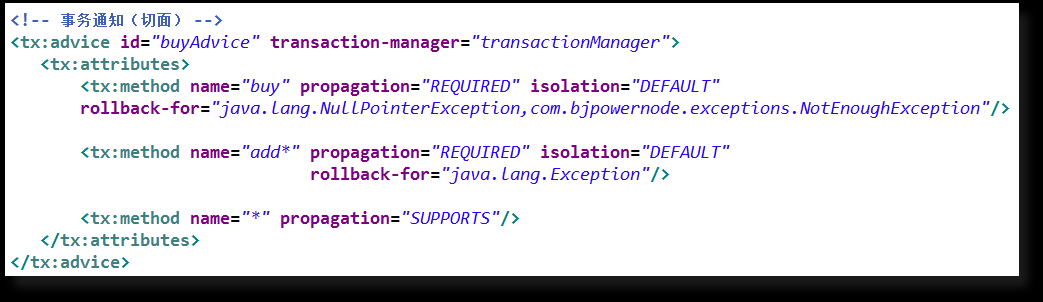 <!-- 事务通知（切面） -->
<tx:advice id="buyAdvice" transaction-manager="transactionManager">
<tx:attributes>
<tx:method name="buy" propagation="REQUIRED" isolation="DEFAULT"
rollback-for="java.lang.NullPointerException,com.bjpowernode.exceptions.NotEnoughException"/>
<tx:method name="add*" propagation="REQUIRED" isolation="DEFAULT"
rollback-for="java.lang.Exception"/>
<tx:method name="*" propagation="SUPPORTS"/>
</tx:attributes>
</tx:advice>